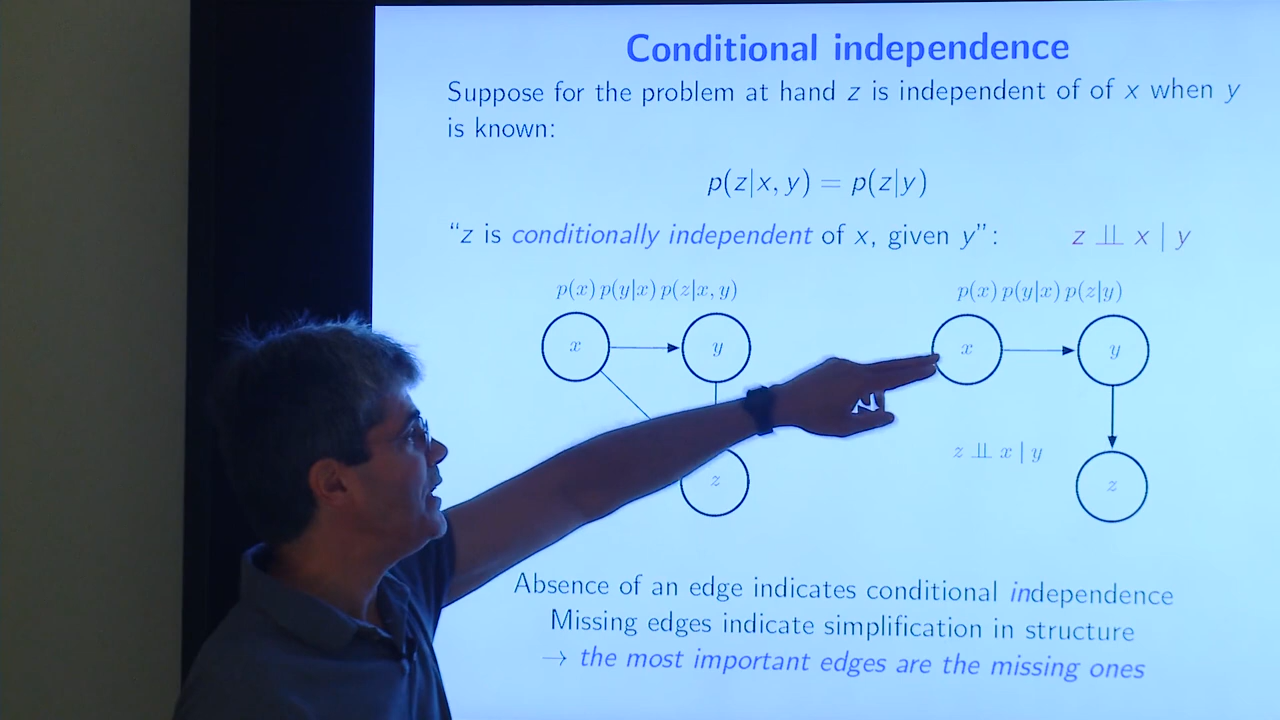 Conditional independence
Suppose for the problem at hand z is independent of of x when y
is known:
p(z|x, y) = p(z|y)
“z is conditionally independent of x, given y”: z ⫫ x | y
p(x) p(y|x) p(z|x, y)
p(x) p(y|x) p(z|y)
x
y
x
y
z ⫫ x | y
z
z
Absence of an edge indicates conditional independence
Missing edges indicate simplification in structure
→ the most important edges are the missing ones